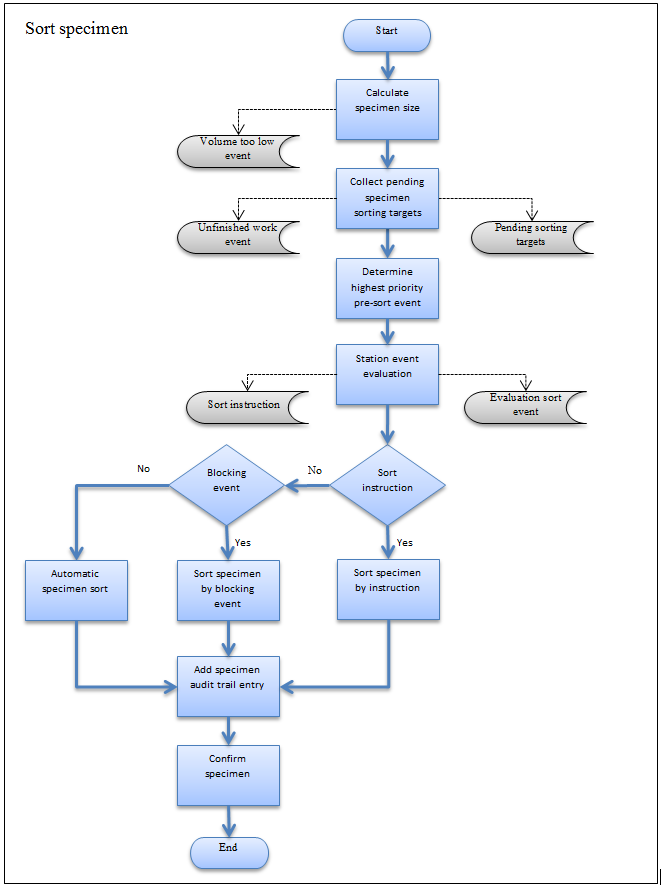 Sort specimen
Start
Calculate
specimen size
Volume too low
event
Collect pending
specimen
sorting targets
Unfinished work
event
Pending sorting
targets
Determine
highest priority
pre-sort event
Station event
evaluation
Sort instruction
Evaluation sort
event
No
Blocking
event
No
Sort
instruction
Yes
Yes
Automatic
specimen sort
Sort specimen
by blocking
event
Sort specimen
by instruction
Add specimen
audit trail entry
Confirm
specimen
End